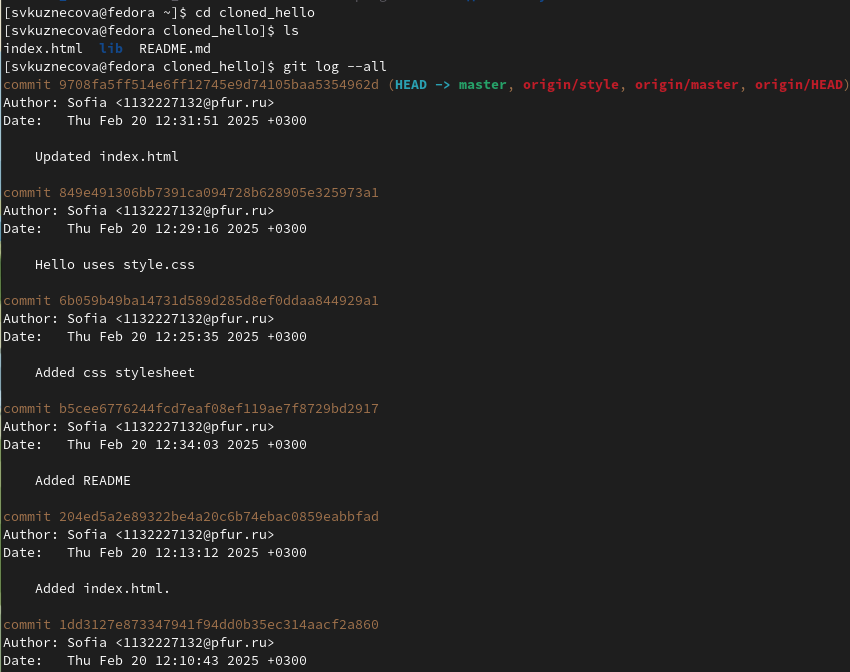 [svkuznecova@fedora ~]$ cd cloned_hello
[svkuznecova@fedora cloned_hello]$ ls
index.html  lib  README.md
[svkuznecova@fedora cloned_hello]$ git log --all
commit 9708fa5ff514e6ff12745e9d74105baa5354962d (HEAD -> master, origin/style, origin/master, origin/HEAD)
Author: Sofia <1132227132@pfur.ru>
Date:   Thu Feb 20 12:31:51 2025 +0300
    Updated index.html
commit 849e491306bb7391ca094728b628905e325973a1
Author: Sofia <1132227132@pfur.ru>
Date:   Thu Feb 20 12:29:16 2025 +0300
    Hello uses style.css
commit 6b059b49ba14731d589d285d8ef0ddaa844929a1
Author: Sofia <1132227132@pfur.ru>
Date:   Thu Feb 20 12:25:35 2025 +0300
    Added css stylesheet
commit b5cee6776244fcd7eaf08ef119ae7f8729bd2917
Author: Sofia <1132227132@pfur.ru>
Date:   Thu Feb 20 12:34:03 2025 +0300
    Added README
commit 204ed5a2e89322be4a20c6b74ebac0859eabbfad
Author: Sofia <1132227132@pfur.ru>
Date:   Thu Feb 20 12:13:12 2025 +0300
    Added index.html.
commit 1dd3127e873347941f94dd0b35ec314aacf2a860
Author: Sofia <1132227132@pfur.ru>
Date:   Thu Feb 20 12:10:43 2025 +0300